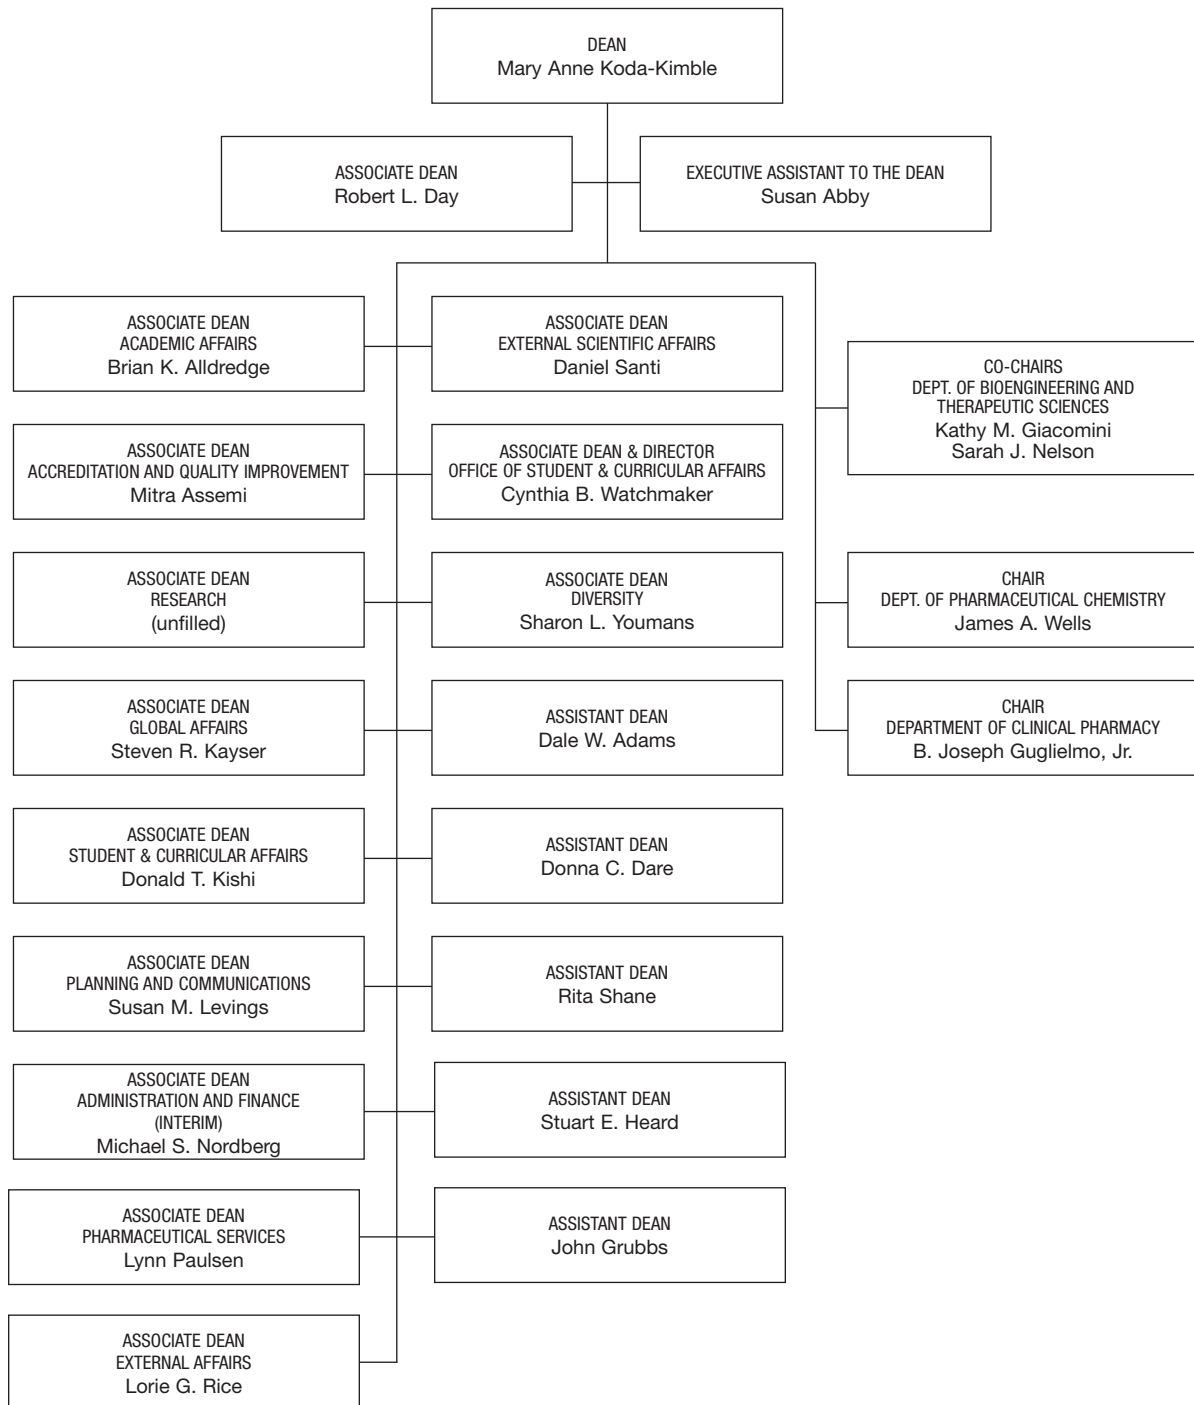 DEAN
Mary Anne Koda-Kimble
ASSOCIATE DEAN
Robert L. Day
EXECUTIVE ASSISTANT TO THE DEAN
Susan Abby
ASSOCIATE DEAN
ACADEMIC AFFAIRS
Brian K. Alldredge
ASSOCIATE DEAN
EXTERNAL SCIENTIFIC AFFAIRS
Daniel Santi
ASSOCIATE DEAN
ACCREDITATION AND QUALITY IMPROVEMENT
Mitra Assemi
ASSOCIATE DEAN & DIRECTOR
OFFICE OF STUDENT & CURRICULAR AFFAIRS
Cynthia B. Watchmaker
ASSOCIATE DEAN
RESEARCH
(unfilled)
ASSOCIATE DEAN
DIVERSITY
Sharon L. Youmans
ASSOCIATE DEAN
GLOBAL AFFAIRS
Steven R. Kayser
ASSISTANT DEAN
Dale W. Adams
ASSOCIATE DEAN
STUDENT & CURRICULAR AFFAIRS
Donald T. Kishi
ASSISTANT DEAN
Donna C. Dare
ASSOCIATE DEAN
PLANNING AND COMMUNICATIONS
Susan M. Levings
ASSISTANT DEAN
Rita Shane
ASSOCIATE DEAN
ADMINISTRATION AND FINANCE
(INTERIM)
Michael S. Nordberg
ASSISTANT DEAN
Stuart E. Heard
ASSOCIATE DEAN
PHARMACEUTICAL SERVICES
Lynn Paulsen
ASSISTANT DEAN
John Grubbs
ASSOCIATE DEAN
EXTERNAL AFFAIRS
Lorie G. Rice
CO-CHAIRS
DEPT. OF BIOENGINEERING AND
THERAPEUTIC SCIENCES
Kathy M. Giacomini
Sarah J. Nelson
CHAIR
DEPT. OF PHARMACEUTICAL CHEMISTRY
James A. Wells
CHAIR
DEPARTMENT OF CLINICAL PHARMACY
B. Joseph Guglielmo, Jr.